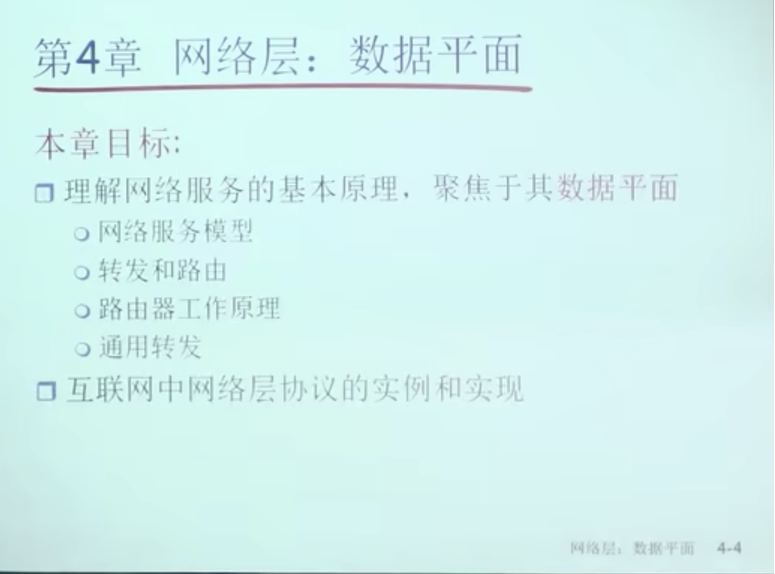 第4章 网络层：数据平面
本章目标:
理解网络服务的基本原理，聚焦于其数据平面
网络服务模型
转发和路由
路由器工作原理
通用转发
互联网中网络层协议的实例和实现
网络层：数据平面 4-4